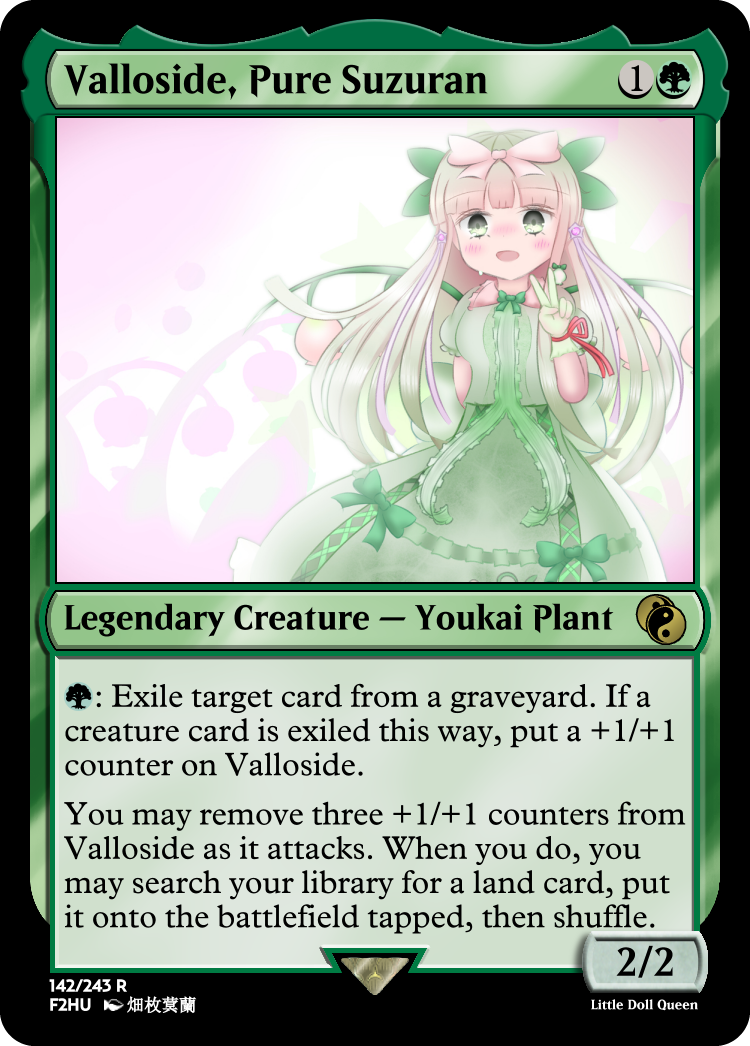 Valloside, Pure Suzuran 1
Legendary Creature — Youkai Plant
: Exile target card from a graveyard. If a
creature card is exiled this way, put a +1/+1
counter on Valloside.
You may remove three +1/+1 counters from
Valloside as it attacks. When you do, you
may search your library for a land card, put
it onto the battlefield tapped, then shuffle.
2/2
142/243 R
F2HU 畑枚蓂蘭
Little Doll Queen